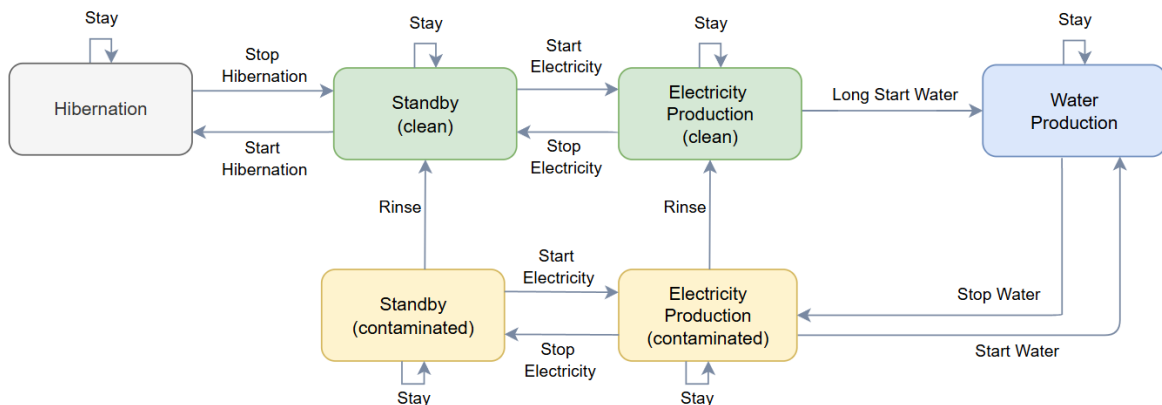 Stay
Stay
Stay
Stay
Stop
Hibernation
Start
Electricity
Hibernation
Standby
(clean)
Electricity
Production
(clean)
Long Start Water
Water
Production
Start
Hibernation
Stop
Electricity
Rinse
Rinse
Start
Electricity
Standby
(contaminated)
Electricity
Production
(contaminated)
Stop Water
Stop
Electricity
Start Water
Stay
Stay